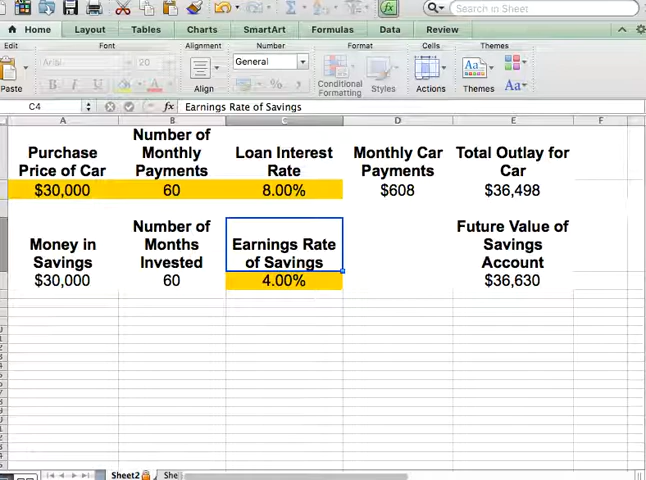 Search in Sheet
Home Layout Tables Charts SmartArt Formulas Data Review
Edit Font Alignment Number Format Cells Themes
Arial 20 General
B I U A
Paste Align % Conditional Formatting Styles Actions Themes Aa
C4 fx Earnings Rate of Savings
A B C D E F
Number of
Purchase Monthly Loan Interest Monthly Car Total Outlay for
Price of Car Payments Rate Payments Car
$30,000 60 8.00% $608 $36,498
Number of Future Value of
Money in Months Earnings Rate Savings
Savings Invested of Savings Account
$30,000 60 4.00% $36,630
Sheet2 She